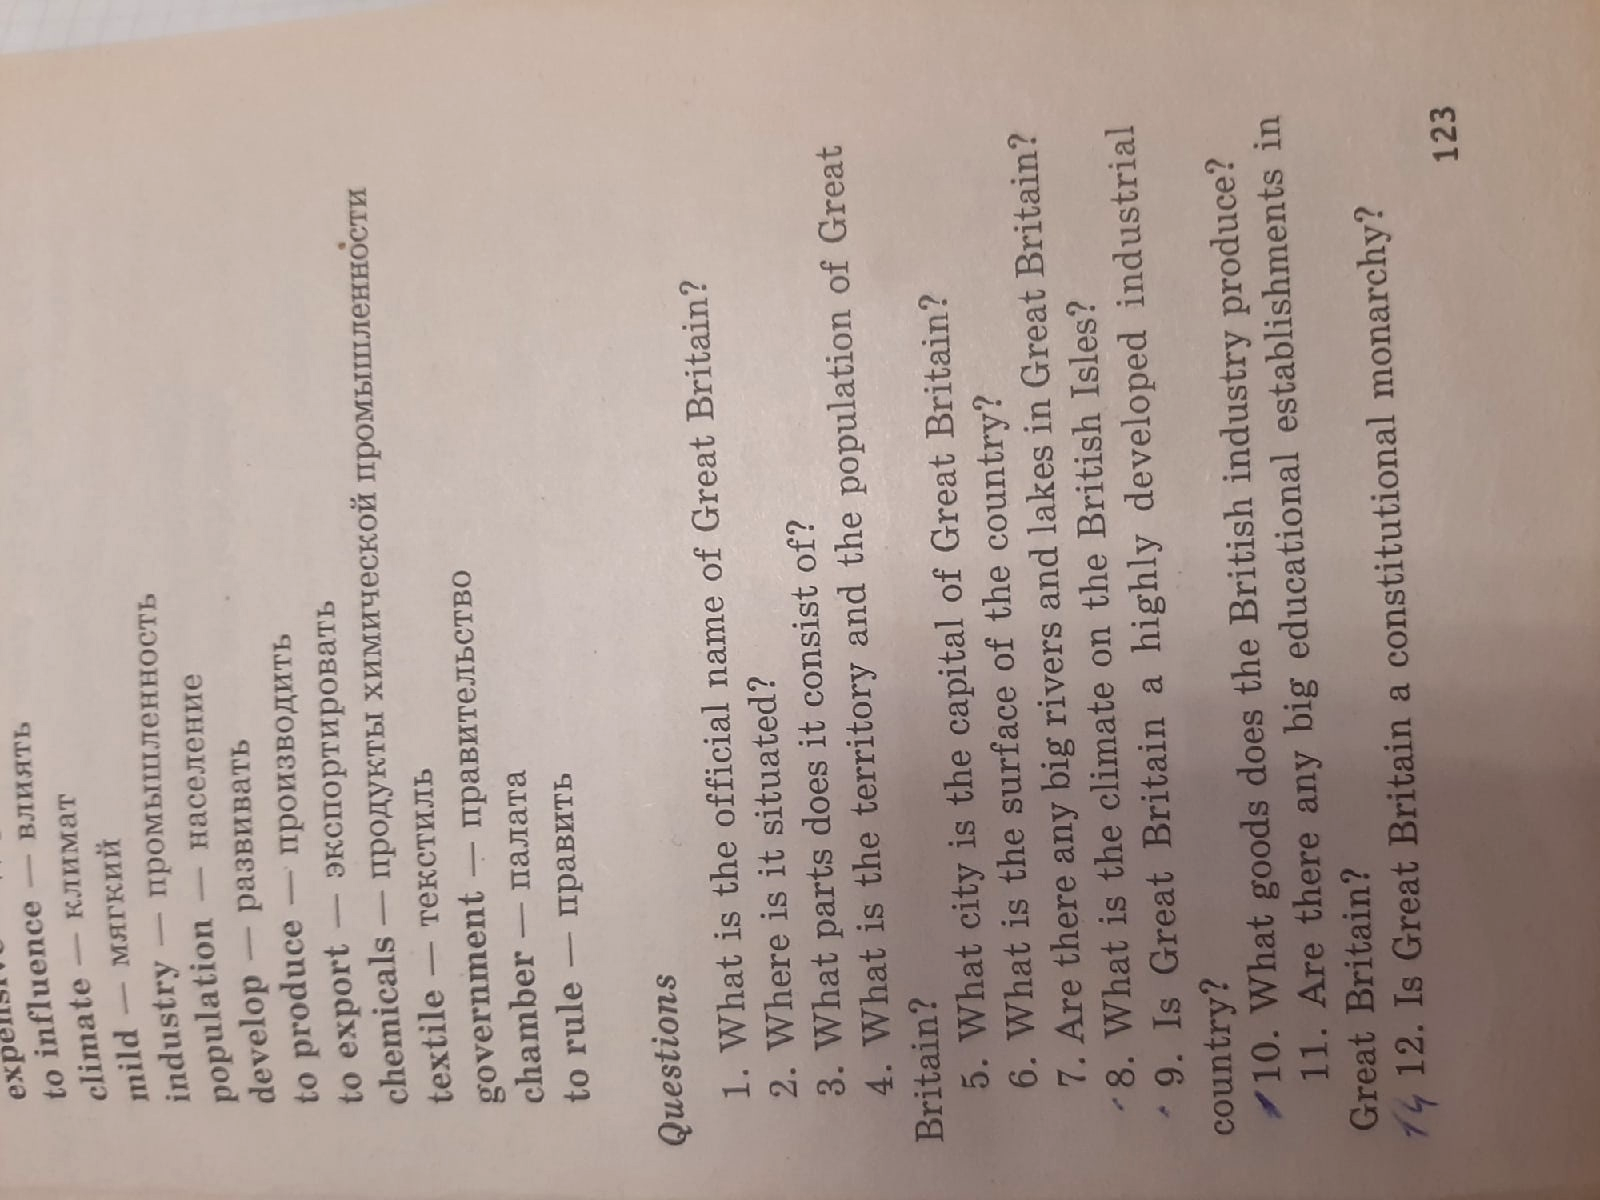 to influence — влиять
climate — климат
mild — мягкий
industry — промышленность
population — население
develop — развивать
to produce — производить
to export — экспортировать
chemicals — продукты химической промышленности
textile — текстиль
government — правительство
chamber — палата
to rule — править
Questions
1. What is the official name of Great Britain?
2. Where is it situated?
3. What parts does it consist of?
4. What is the territory and the population of Great
Britain?
5. What city is the capital of Great Britain?
6. What is the surface of the country?
7. Are there any big rivers and lakes in Great Britain?
8. What is the climate on the British Isles?
9. Is Great Britain a highly developed industrial
country?
10. What goods does the British industry produce?
11. Are there any big educational establishments in
Great Britain?
12. Is Great Britain a constitutional monarchy?
123